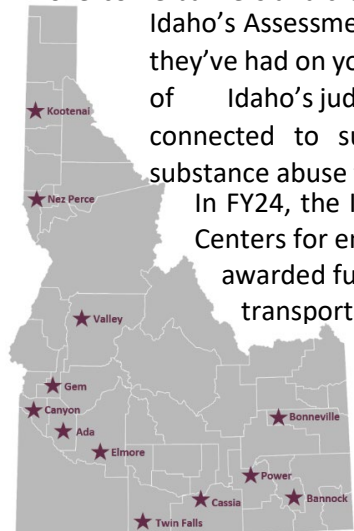 Idaho's Assessme
they've had on yo
of Idaho's jud
connected to su
substance abuse
In FY24, the I
Centers for en
awarded fu
transport
Kootenai
Nez Perce
Valley
Gem
Canyon
Ada
Elmore
Bonneville
Power
Bannock
Cassia
Twin Falls